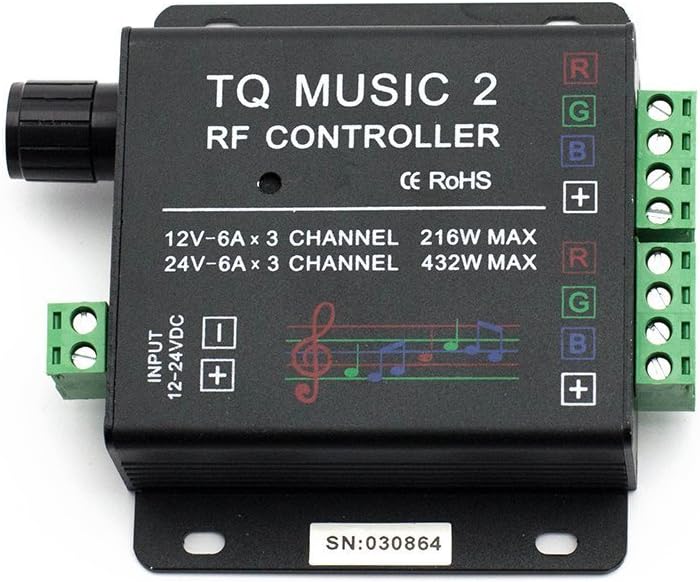 TQ MUSIC 2
RF CONTROLLER
CE RoHS
12V-6A x 3 CHANNEL 216W MAX
24V-6A x 3 CHANNEL 432W MAX
R
G
B
+
R
G
B
+
INPUT
12-24VDC
-
+
SN:030864